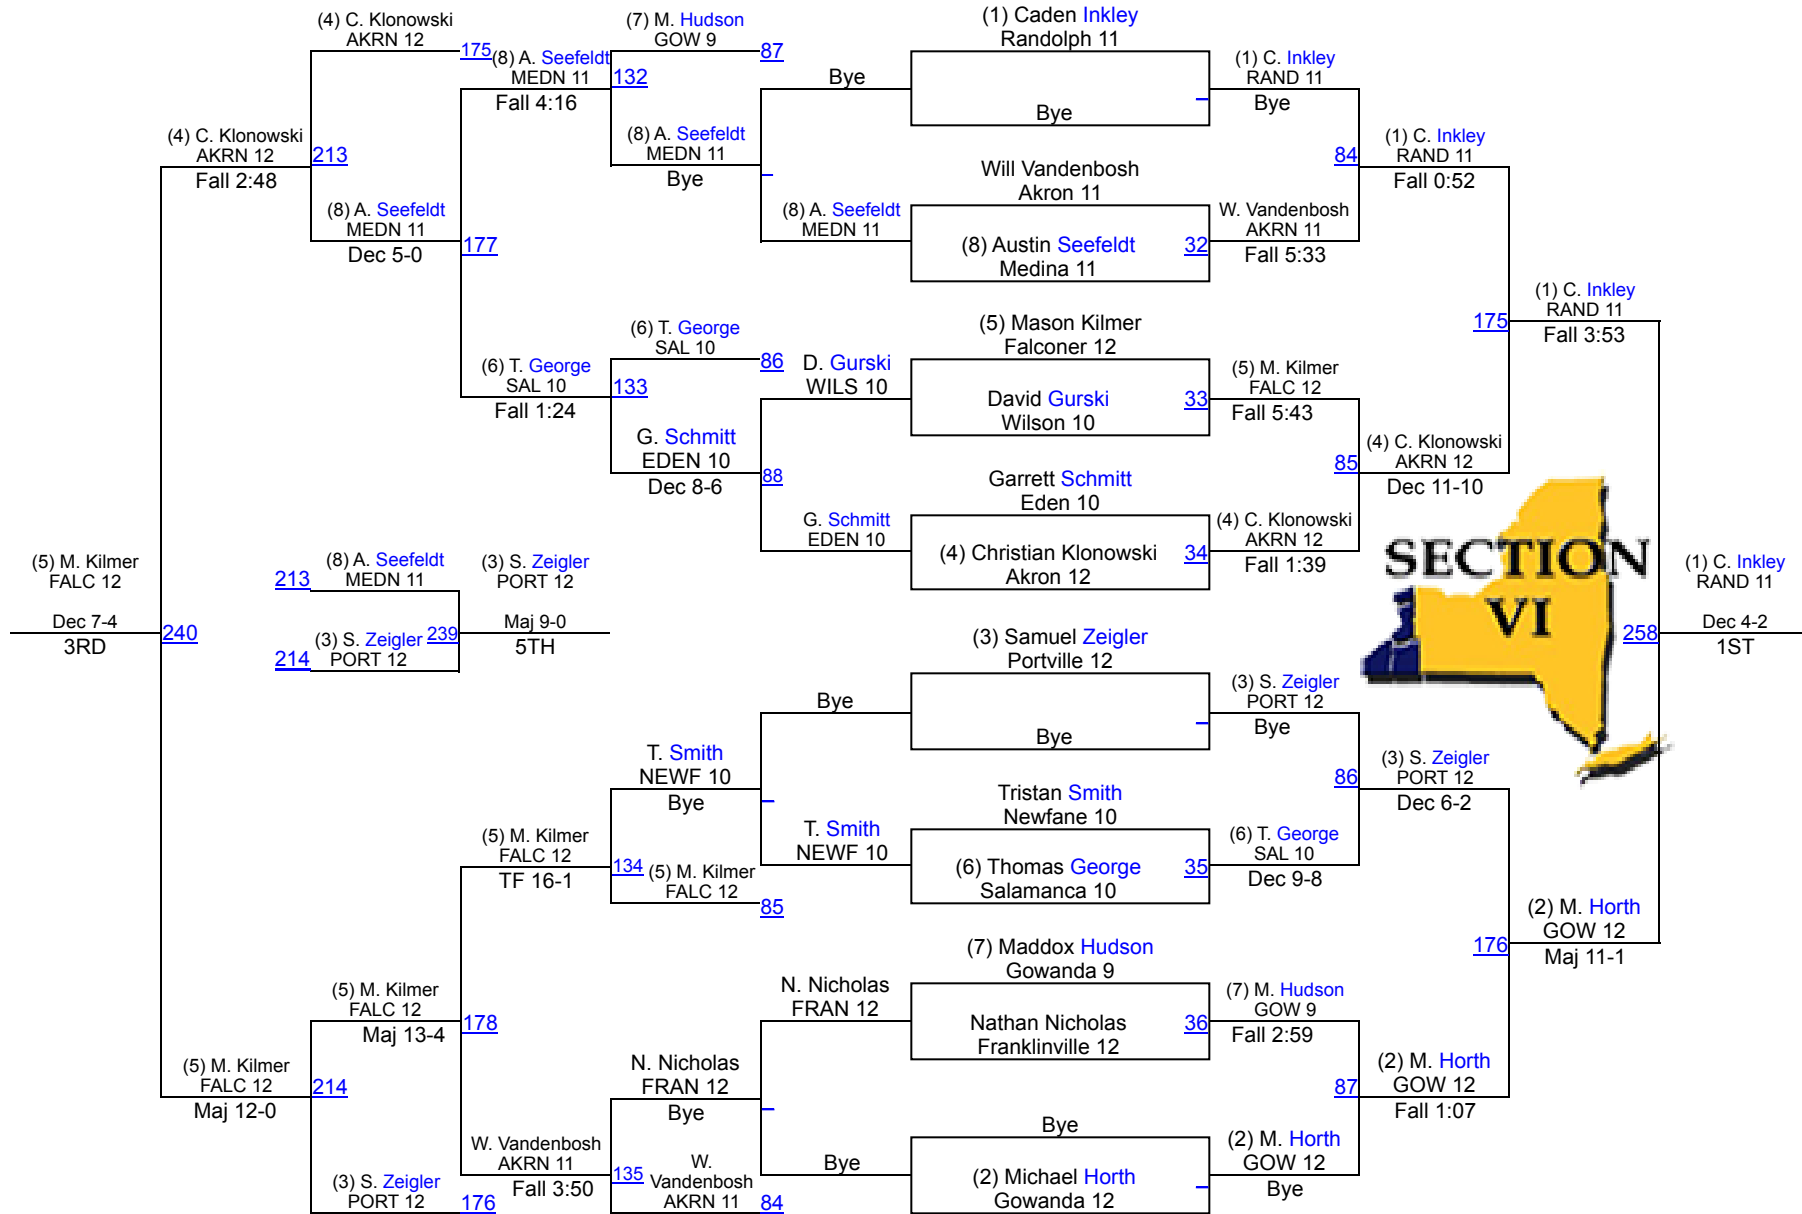 (4) C. Klonowski
AKRN 12
175
(8) A. Seefeldt
MEDN 11
Fall 4:16
(7) M. Hudson
GOW 9
87
132
(8) A. Seefeldt
MEDN 11
Bye
Bye
(1) Caden Inkley
Randolph 11
Bye
(1) C. Inkley
RAND 11
Bye
(4) C. Klonowski
AKRN 12
Fall 2:48
213
(8) A. Seefeldt
MEDN 11
Dec 5-0
177
(8) A. Seefeldt
MEDN 11
Will Vandenbosh
Akron 11
(8) Austin Seefeldt
Medina 11
32
W. Vandenbosh
AKRN 11
Fall 5:33
84
(1) C. Inkley
RAND 11
Fall 0:52
(6) T. George
SAL 10
Fall 1:24
(6) T. George
SAL 10
86
133
G. Schmitt
EDEN 10
Dec 8-6
D. Gurski
WILS 10
88
G. Schmitt
EDEN 10
(5) Mason Kilmer
Falconer 12
David Gurski
Wilson 10
33
(5) M. Kilmer
FALC 12
Fall 5:43
Garrett Schmitt
Eden 10
(4) Christian Klonowski
Akron 12
34
(4) C. Klonowski
AKRN 12
Fall 1:39
85
(4) C. Klonowski
AKRN 12
Dec 11-10
175
(1) C. Inkley
RAND 11
Fall 3:53
SECTION
VI
(5) M. Kilmer
FALC 12
Dec 7-4
3RD
240
213
(8) A. Seefeldt
MEDN 11
214
(3) S. Zeigler
PORT 12
239
(3) S. Zeigler
PORT 12
Maj 9-0
5TH
258
(1) C. Inkley
RAND 11
Dec 4-2
1ST
Bye
(3) Samuel Zeigler
Portville 12
Bye
(3) S. Zeigler
PORT 12
Bye
T. Smith
NEWF 10
Bye
T. Smith
NEWF 10
Tristan Smith
Newfane 10
(6) Thomas George
Salamanca 10
35
(6) T. George
SAL 10
Dec 9-8
86
(3) S. Zeigler
PORT 12
Dec 6-2
(5) M. Kilmer
FALC 12
TF 16-1
134
(5) M. Kilmer
FALC 12
85
(5) M. Kilmer
FALC 12
Maj 13-4
178
N. Nicholas
FRAN 12
(7) Maddox Hudson
Gowanda 9
Nathan Nicholas
Franklinville 12
36
(7) M. Hudson
GOW 9
Fall 2:59
176
(2) M. Horth
GOW 12
Maj 11-1
(5) M. Kilmer
FALC 12
Maj 12-0
214
N. Nicholas
FRAN 12
Bye
87
(2) M. Horth
GOW 12
Fall 1:07
W. Vandenbosh
AKRN 11
Fall 3:50
135
W.
Vandenbosh
AKRN 11
84
Bye
Bye
(2) Michael Horth
Gowanda 12
(2) M. Horth
GOW 12
Bye
(3) S. Zeigler
PORT 12
176